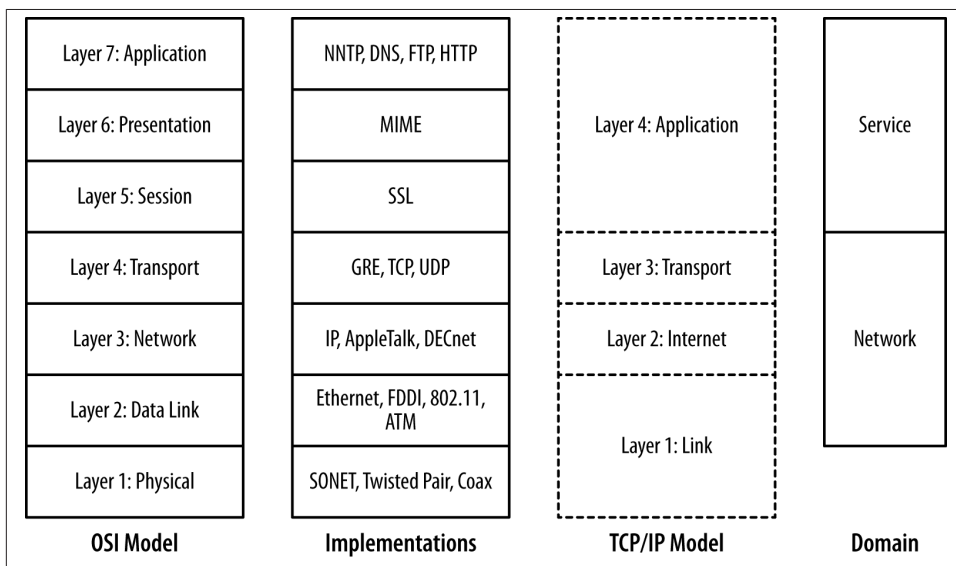 Layer 7: Application
NNTP, DNS, FTP, HTTP
Layer 6: Presentation
MIME
Layer 4: Application
Service
Layer 5: Session
SSL
Layer 4: Transport
GRE, TCP, UDP
Layer 3: Transport
Layer 3: Network
IP, AppleTalk, DECnet
Layer 2: Internet
Network
Layer 2: Data Link
Ethernet, FDDI, 802.11,
ATM
Layer 1: Link
Layer 1: Physical
SONET, Twisted Pair, Coax
OSI Model
Implementations
TCP/IP Model
Domain